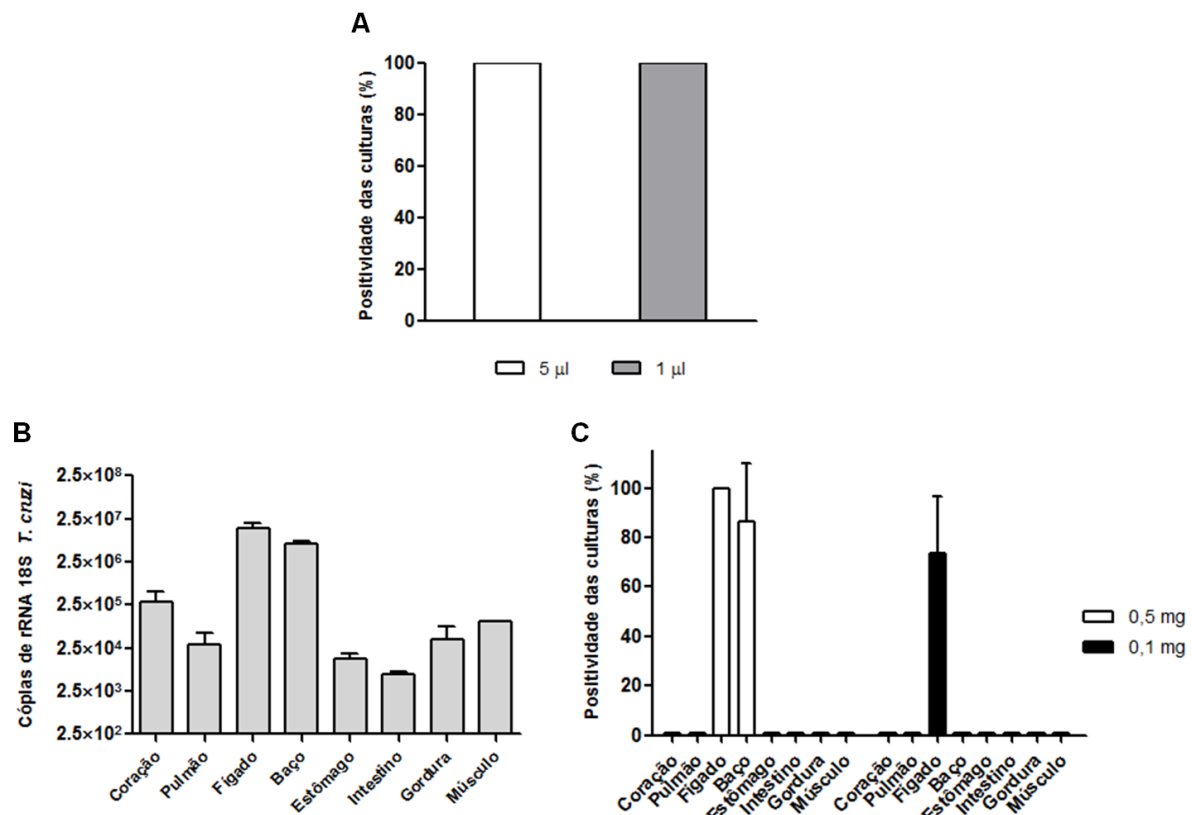 A
Positividade das culturas (%)
100
80
60
40
20
0
5 µl
1 µl
B
Cópias de rRNA 18S T. cruzi
2.5×10⁸
2.5×10⁷
2.5×10⁶
2.5×10⁵
2.5×10⁴
2.5×10³
2.5×10²
Coração
Pulmão
Fígado
Baço
Estômago
Intestino
Gordura
Músculo
C
Positividade das culturas (%)
100
80
60
40
20
0
Coração
Pulmão
Fígado
Baço
Estômago
Intestino
Gordura
Músculo
Coração
Pulmão
Fígado
Baço
Estômago
Intestino
Gordura
Músculo
0,5 mg
0,1 mg